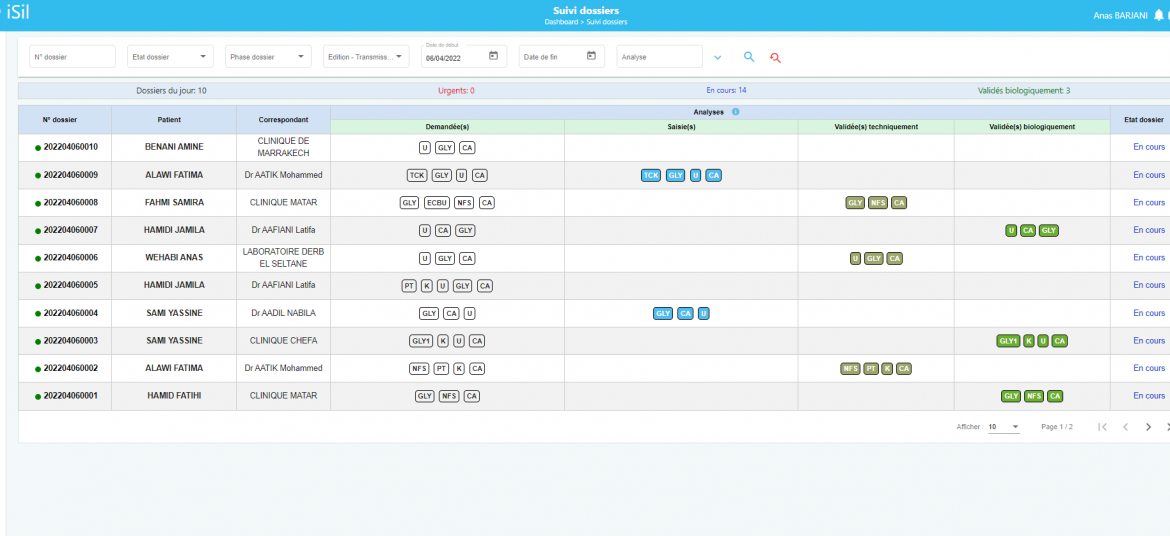 iSil
Suivi dossiers
Dashboard > Suivi dossiers
Anas BARJANI
N° dossier
Etat dossier
Phase dossier
Edition - Transmiss...
Date de début
06/04/2022
Date de fin
Analyse
Dossiers du jour: 10 Urgents: 0 En cours: 14 Validés biologiquement: 3
N° dossier Patient Correspondant Analyses Etat dossier
Demandée(s) Saisie(s) Validée(s) techniquement Validée(s) biologiquement
202204060010 BENANI AMINE CLINIQUE DE MARRAKECH U GLY CA En cours
202204060009 ALAWI FATIMA Dr AATIK Mohammed TCK GLY U CA TCK GLY U CA En cours
202204060008 FAHMI SAMIRA CLINIQUE MATAR GLY ECBU NFS CA GLY NFS CA En cours
202204060007 HAMIDI JAMILA Dr AAFIANI Latifa U CA GLY U CA GLY En cours
202204060006 WEHABI ANAS LABORATOIRE DERB EL SELTANE U GLY CA U GLY CA En cours
202204060005 HAMIDI JAMILA Dr AAFIANI Latifa PT K U GLY CA En cours
202204060004 SAMI YASSINE Dr AADIL NABILA GLY CA U GLY CA U En cours
202204060003 SAMI YASSINE CLINIQUE CHEFA GLY1 K U CA GLY1 K U CA En cours
202204060002 ALAWI FATIMA Dr AATIK Mohammed NFS PT K CA NFS PT K CA En cours
202204060001 HAMID FATIHI CLINIQUE MATAR GLY NFS CA GLY NFS CA En cours
Afficher 10 Page 1 / 2